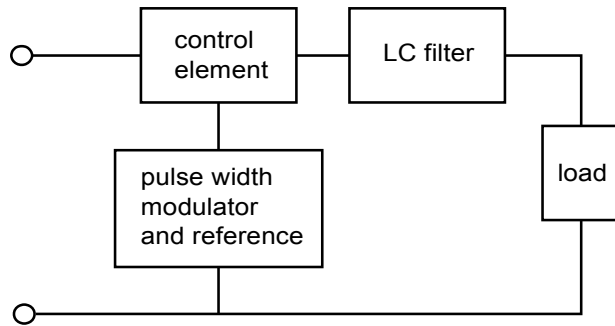 control
element
LC filter
pulse width
modulator
and reference
load